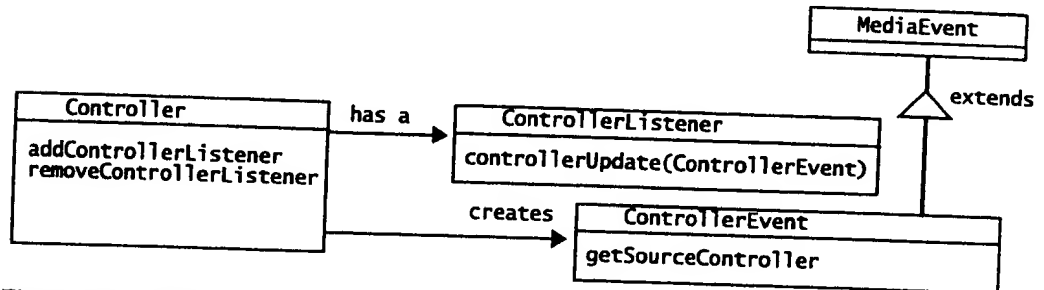 MediaEvent
extends
Controller
addControllerListener
removeControllerListener
has a
ControllerListener
controllerUpdate(ControllerEvent)
creates
ControllerEvent
getSourceController